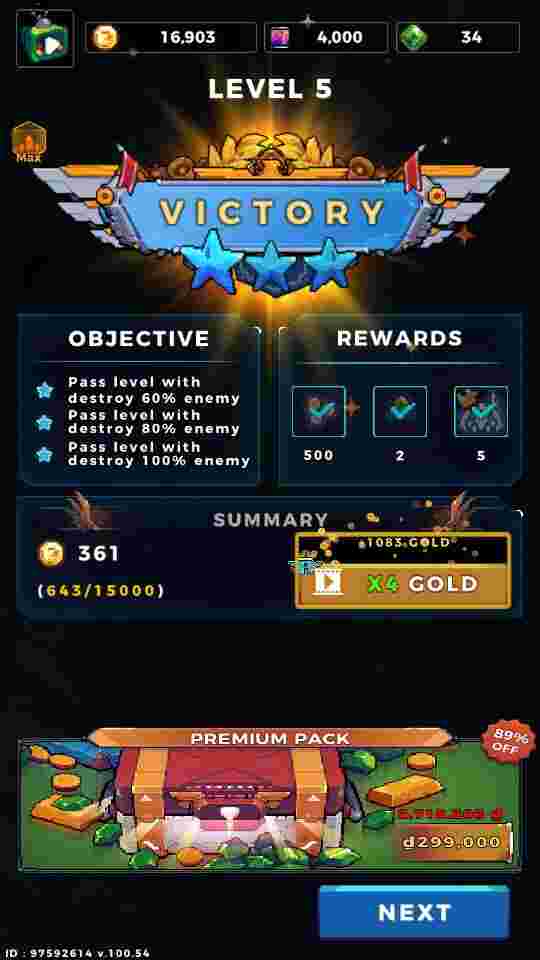 16,903
4,000
34
LEVEL 5
Max
VICTORY
OBJECTIVE
REWARDS
Pass level with
destroy 60% enemy
Pass level with
destroy 80% enemy
Pass level with
destroy 100% enemy
500
2
5
SUMMARY
361
(643/15000)
+1083 GOLD
X4 GOLD
PREMIUM PACK
89%
OFF
đ299,000
NEXT
ID : 97592614 v.100.54